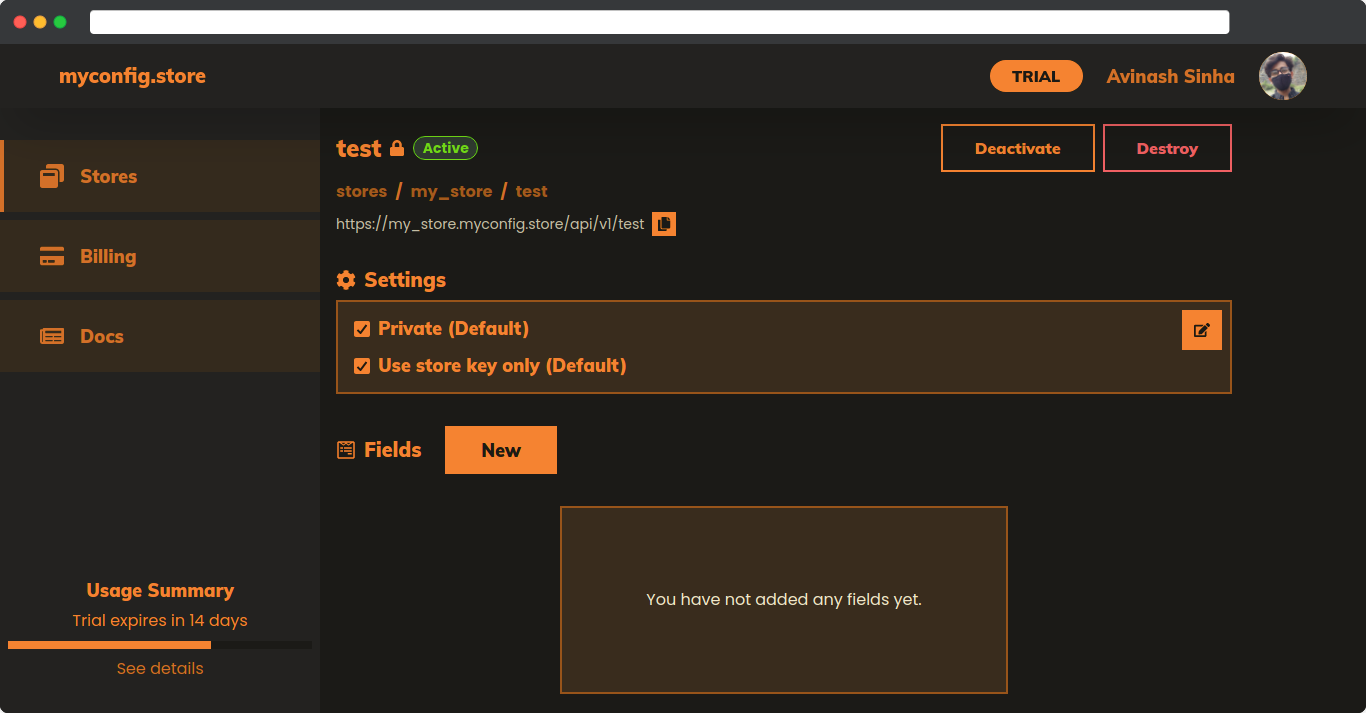 myconfig.store
TRIAL
Avinash Sinha
Stores
Billing
Docs
Usage Summary
Trial expires in 14 days
See details
test
Active
Deactivate
Destroy
stores / my_store / test
https://my_store.myconfig.store/api/v1/test
Settings
Private (Default)
Use store key only (Default)
Fields
New
You have not added any fields yet.